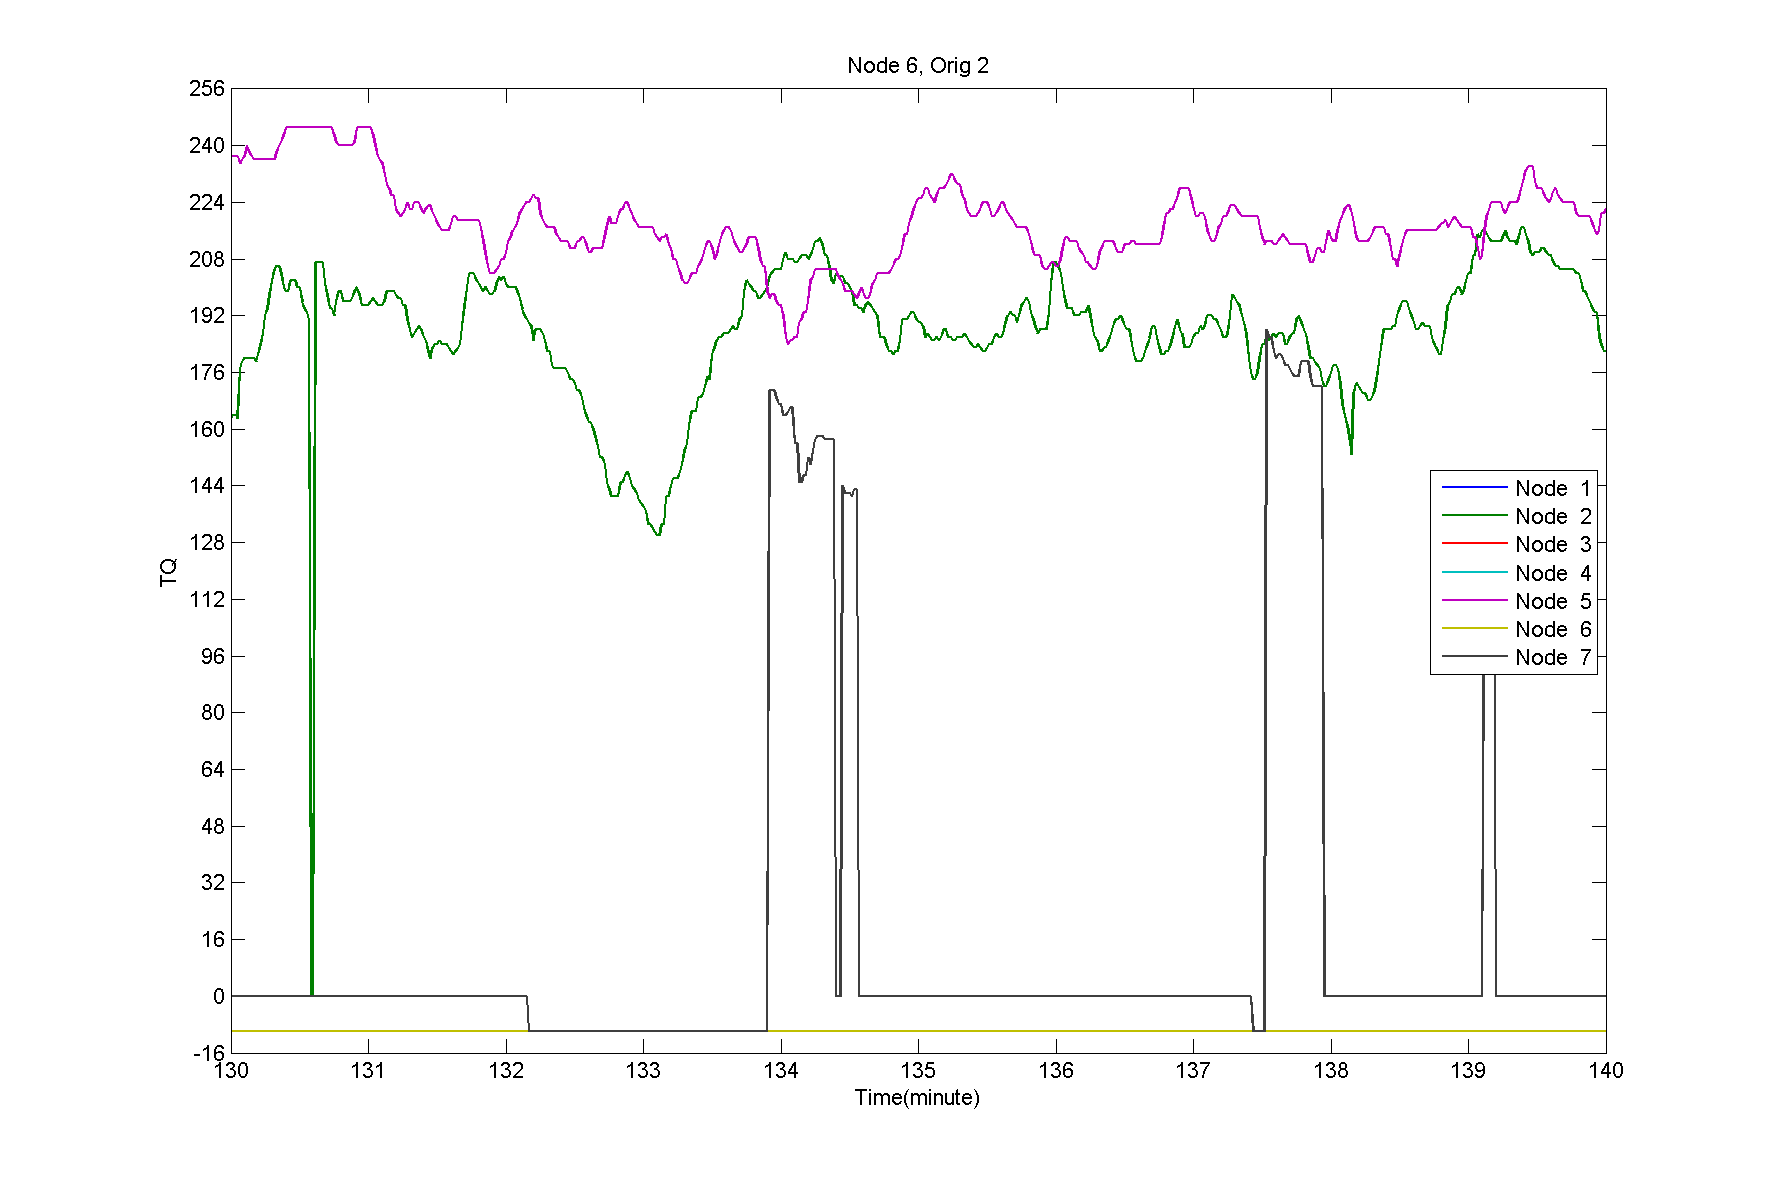 Node 6, Orig 2
256
240
224
208
192
176
160
144
128
112
96
80
64
48
32
16
0
-16
TQ
Node 1
Node 2
Node 3
Node 4
Node 5
Node 6
Node 7
130 131 132 133 134 135 136 137 138 139 140
Time(minute)